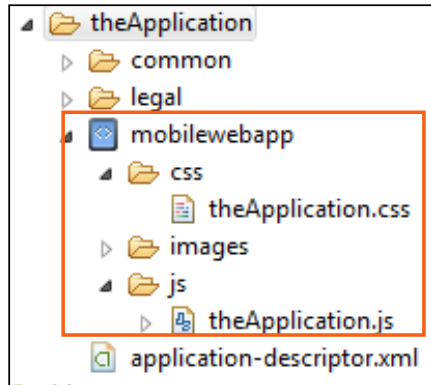 theApplication
common
legal
mobilewebapp
css
theApplication.css
images
js
theApplication.js
application-descriptor.xml